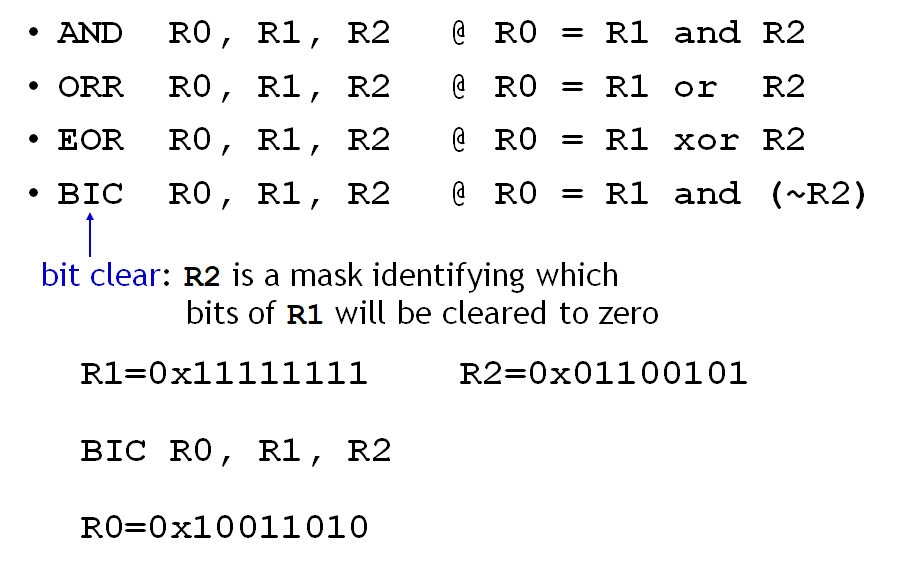 • AND R0, R1, R2 @ R0 = R1 and R2
• ORR R0, R1, R2 @ R0 = R1 or R2
• EOR R0, R1, R2 @ R0 = R1 xor R2
• BIC R0, R1, R2 @ R0 = R1 and (~R2)
bit clear: R2 is a mask identifying which
bits of R1 will be cleared to zero
R1=0x11111111 R2=0x01100101
BIC R0, R1, R2
R0=0x10011010